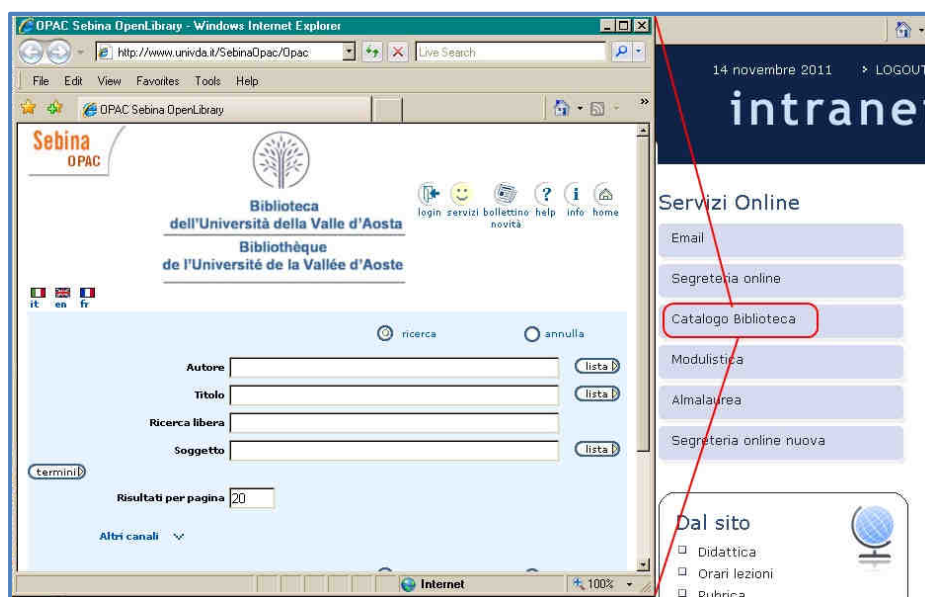 OPAC Sebina OpenLibrary - Windows Internet Explorer
http://www.univda.it/SebinaOpac/Opac
Live Search
File Edit View Favorites Tools Help
OPAC Sebina OpenLibrary
Sebina
OPAC
Biblioteca
dell'Università della Valle d'Aosta
Bibliothèque
de l'Université de la Vallée d'Aoste
login servizi bollettino novità help info home
it en fr
ricerca annulla
Autore lista
Titolo lista
Ricerca libera
Soggetto lista
termini
Risultati per pagina 20
Altri canali
Internet 100%
14 novembre 2011 LOGOUT
intrane
Servizi Online
Email
Segreteria online
Catalogo Biblioteca
Modulistica
Almalaurea
Segreteria online nuova
Dal sito
Didattica
Orari lezioni
Rubrica